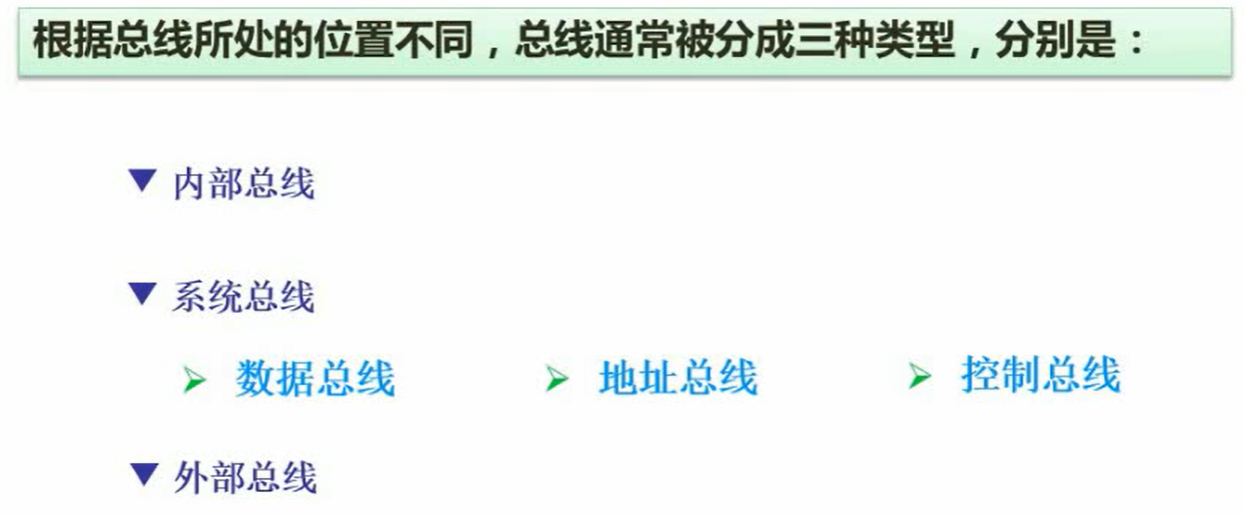 根据总线所处的位置不同，总线通常被分成三种类型，分别是：
内部总线
系统总线
数据总线 地址总线 控制总线
外部总线